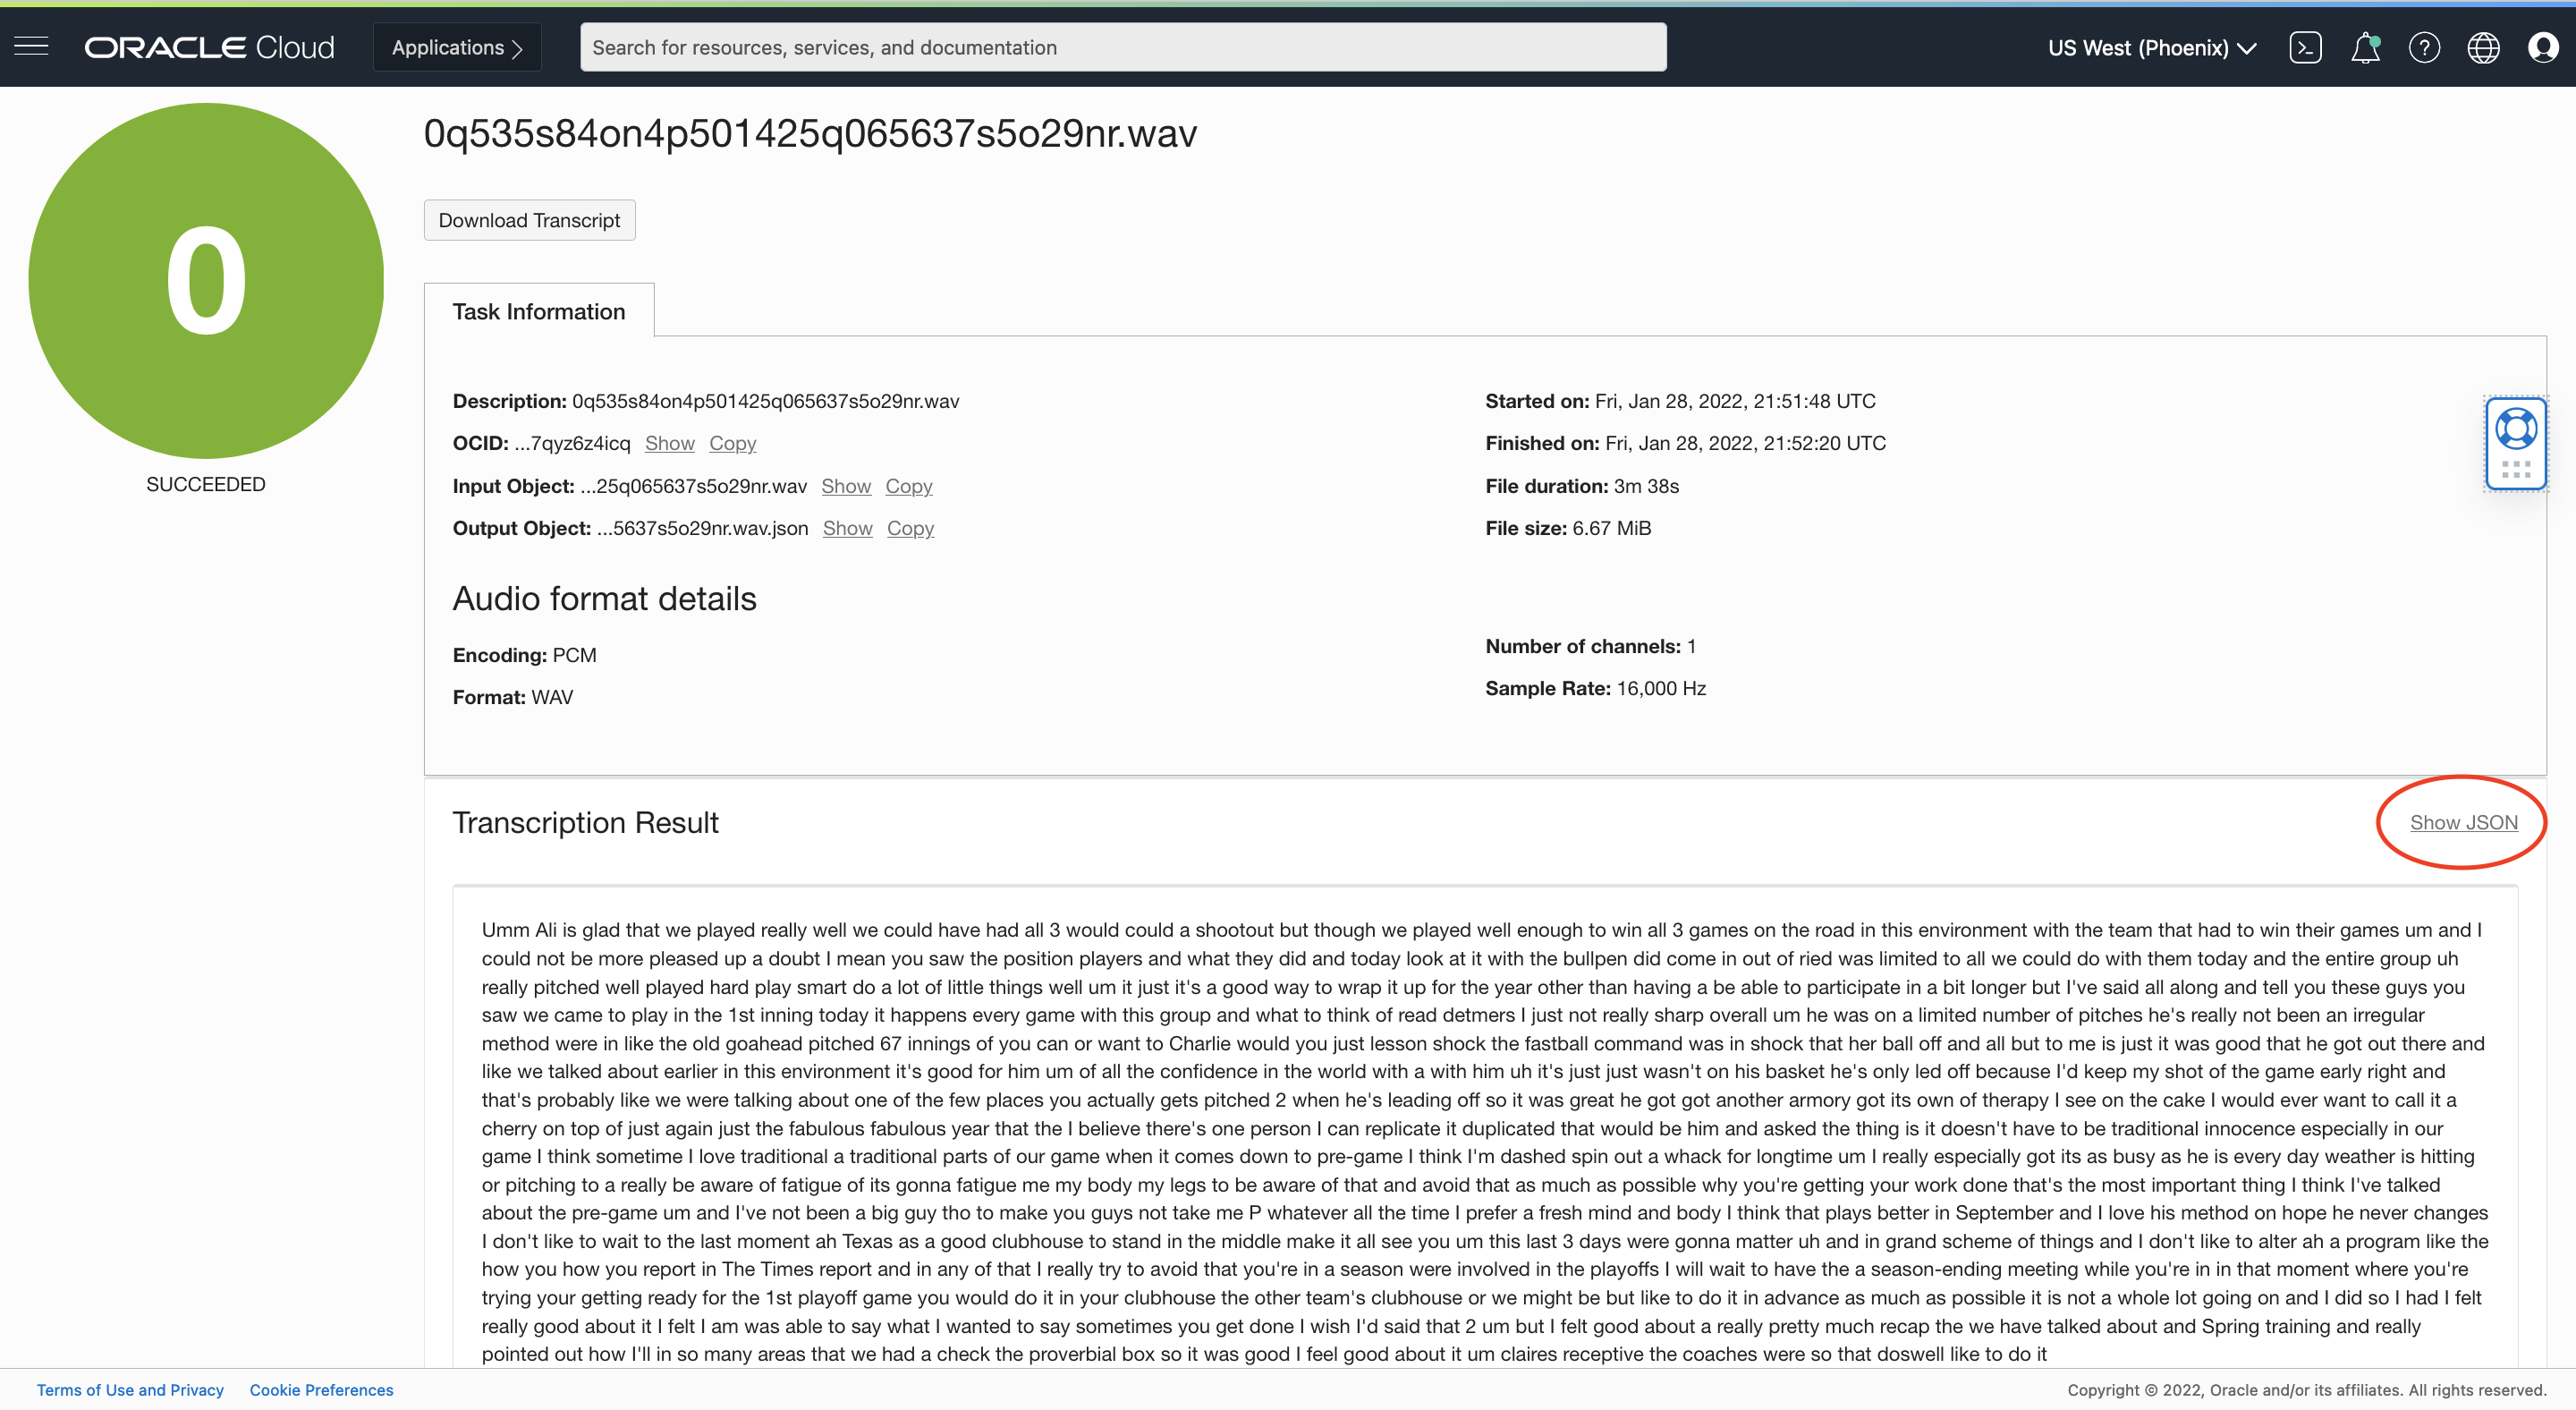 ORACLE Cloud
Applications
Search for resources, services, and documentation
US West (Phoenix)
0
SUCCEEDED
0q535s84on4p501425q065637s5o29nr.wav
Download Transcript
Task Information
Description: 0q535s84on4p501425q065637s5o29nr.wav
OCID: ...7qyz6z4icq Show Copy
Input Object: ...25q065637s5o29nr.wav Show Copy
Output Object: ...5637s5o29nr.wav.json Show Copy
Started on: Fri, Jan 28, 2022, 21:51:48 UTC
Finished on: Fri, Jan 28, 2022, 21:52:20 UTC
File duration: 3m 38s
File size: 6.67 MiB
Audio format details
Encoding: PCM
Format: WAV
Number of channels: 1
Sample Rate: 16,000 Hz
Transcription Result
Show JSON
Umm Ali is glad that we played really well we could have had all 3 would could a shootout but though we played well enough to win all 3 games on the road in this environment with the team that had to win their games um and I
could not be more pleased up a doubt I mean you saw the position players and what they did and today look at it with the bullpen did come in out of ried was limited to all we could do with them today and the entire group uh
really pitched well played hard play smart do a lot of little things well um it just it's a good way to wrap it up for the year other than having a be able to participate in a bit longer but I've said all along and tell you these guys you
saw we came to play in the 1st inning today it happens every game with this group and what to think of read detmers I just not really sharp overall um he was on a limited number of pitches he's really not been an irregular
method were in like the old goahead pitched 67 innings of you can or want to Charlie would you just lesson shock the fastball command was in shock that her ball off and all but to me is just it was good that he got out there and
like we talked about earlier in this environment it's good for him um of all the confidence in the world with a with him uh it's just just wasn't on his basket he's only led off because I'd keep my shot of the game early right and
that's probably like we were talking about one of the few places you actually gets pitched 2 when he's leading off so it was great he got got another armory got its own of therapy I see on the cake I would ever want to call it a
cherry on top of just again just the fabulous fabulous year that the I believe there's one person I can replicate it duplicated that would be him and asked the thing is it doesn't have to be traditional innocence especially in our
game I think sometime I love traditional a traditional parts of our game when it comes down to pre-game I think I'm dashed spin out a whack for longtime um I really especially got its as busy as he is every day weather is hitting
or pitching to a really be aware of fatigue of its gonna fatigue me my body my legs to be aware of that and avoid that as much as possible why you're getting your work done that's the most important thing I think I've talked
about the pre-game um and I've not been a big guy tho to make you guys not take me P whatever all the time I prefer a fresh mind and body I think that plays better in September and I love his method on hope he never changes
I don't like to wait to the last moment ah Texas as a good clubhouse to stand in the middle make it all see you um this last 3 days were gonna matter uh and in grand scheme of things and I don't like to alter ah a program like the
how you how you report in The Times report and in any of that I really try to avoid that you're in a season were involved in the playoffs I will wait to have the a season-ending meeting while you're in in that moment where you're
trying your getting ready for the 1st playoff game you would do it in your clubhouse the other team's clubhouse or we might be but like to do it in advance as much as possible it is not a whole lot going on and I did so I had I felt
really good about it I felt I am was able to say what I wanted to say sometimes you get done I wish I'd said that 2 um but I felt good about a really pretty much recap the we have talked about and Spring training and really
pointed out how I'll in so many areas that we had a check the proverbial box so it was good I feel good about it um claires receptive the coaches were so that doswell like to do it
Terms of Use and Privacy Cookie Preferences
Copyright © 2022, Oracle and/or its affiliates. All rights reserved.